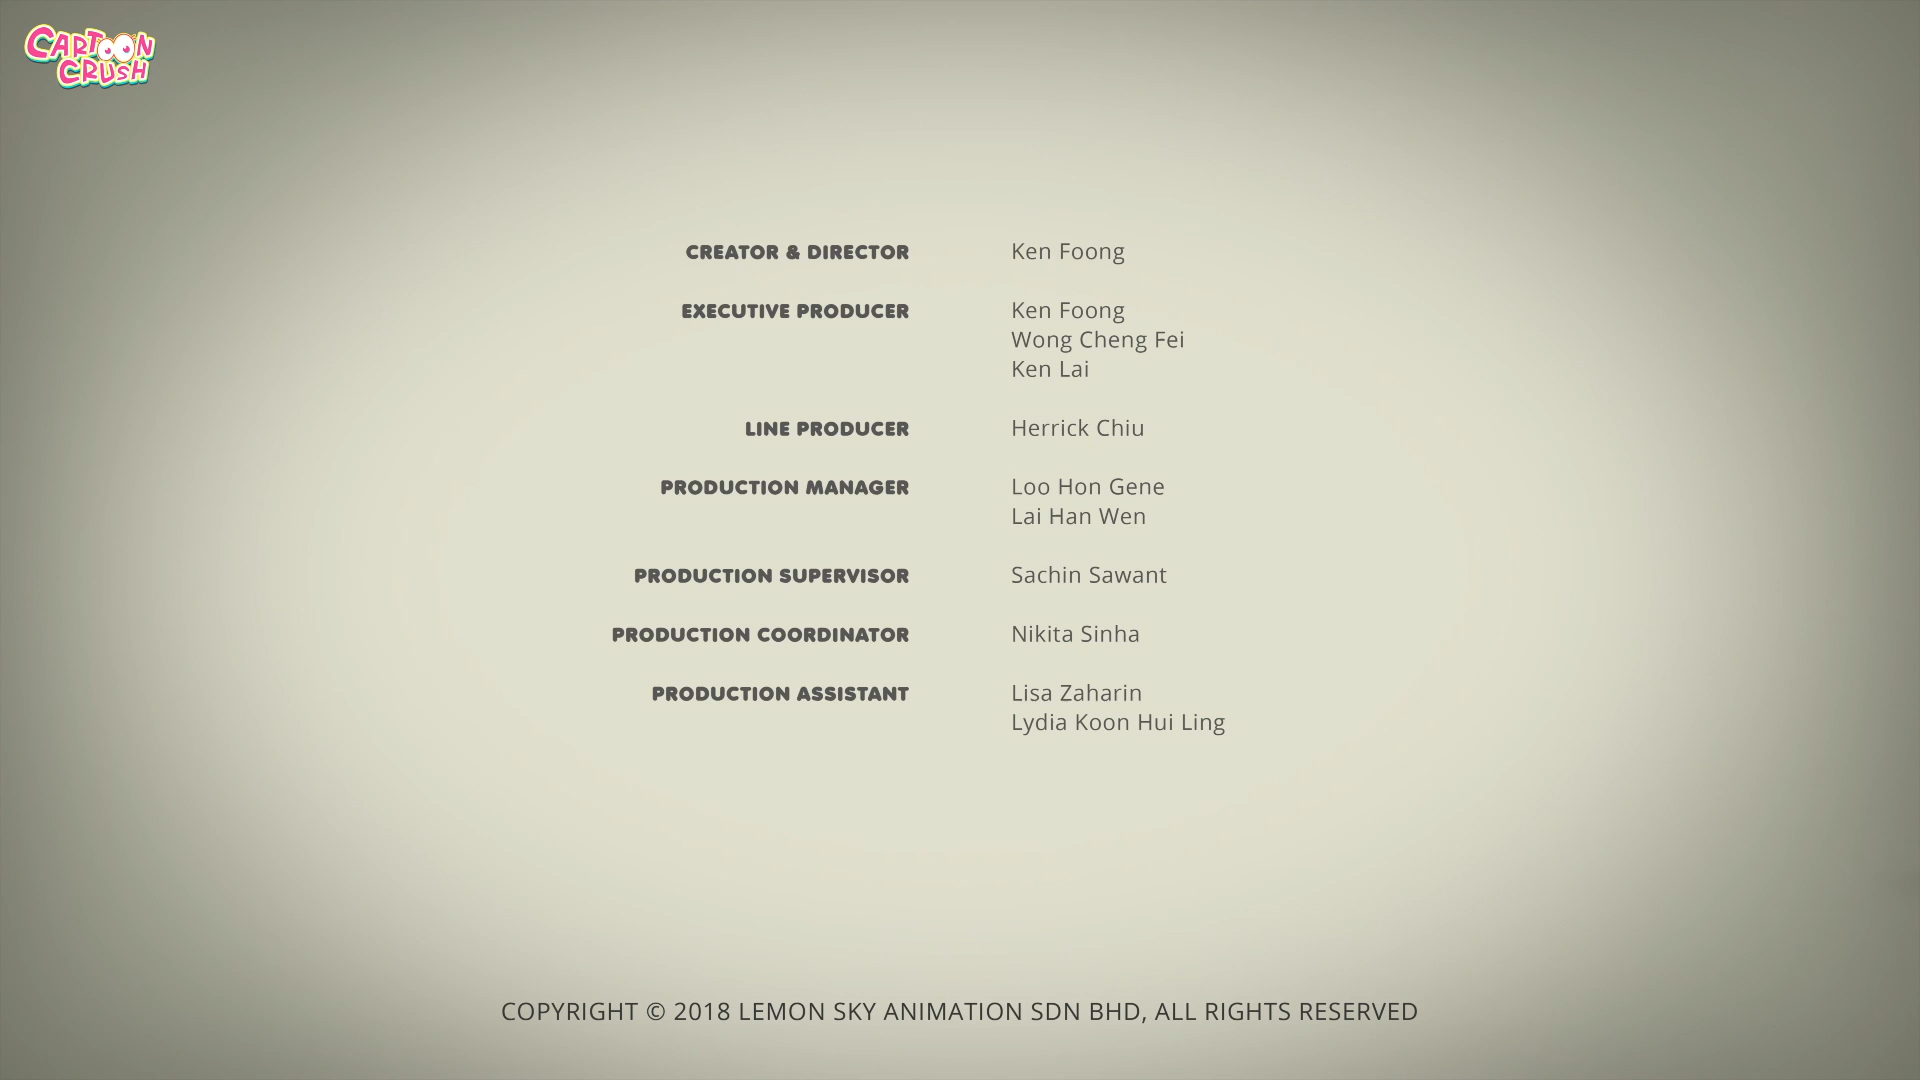 CARTOON
CRUSH
CREATOR & DIRECTOR Ken Foong
EXECUTIVE PRODUCER Ken Foong
Wong Cheng Fei
Ken Lai
LINE PRODUCER Herrick Chiu
PRODUCTION MANAGER Loo Hon Gene
Lai Han Wen
PRODUCTION SUPERVISOR Sachin Sawant
PRODUCTION COORDINATOR Nikita Sinha
PRODUCTION ASSISTANT Lisa Zaharin
Lydia Koon Hui Ling
COPYRIGHT © 2018 LEMON SKY ANIMATION SDN BHD, ALL RIGHTS RESERVED